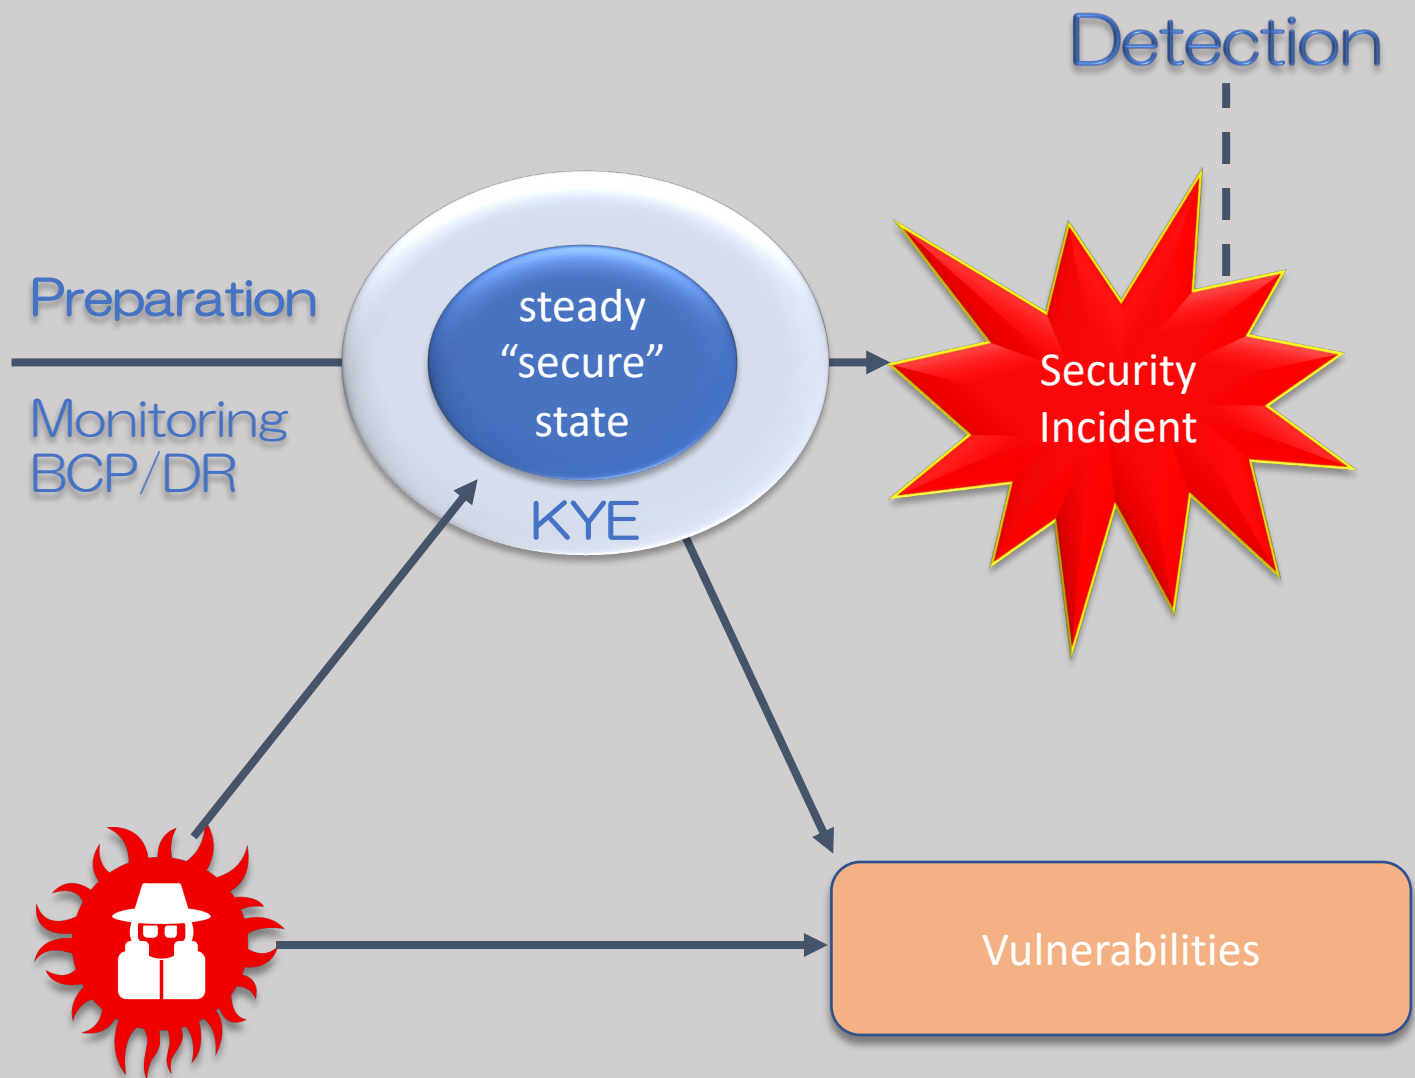 Detection
Preparation
Monitoring
BCP/DR
steady
“secure”
state
KYE
Security
Incident
Vulnerabilities